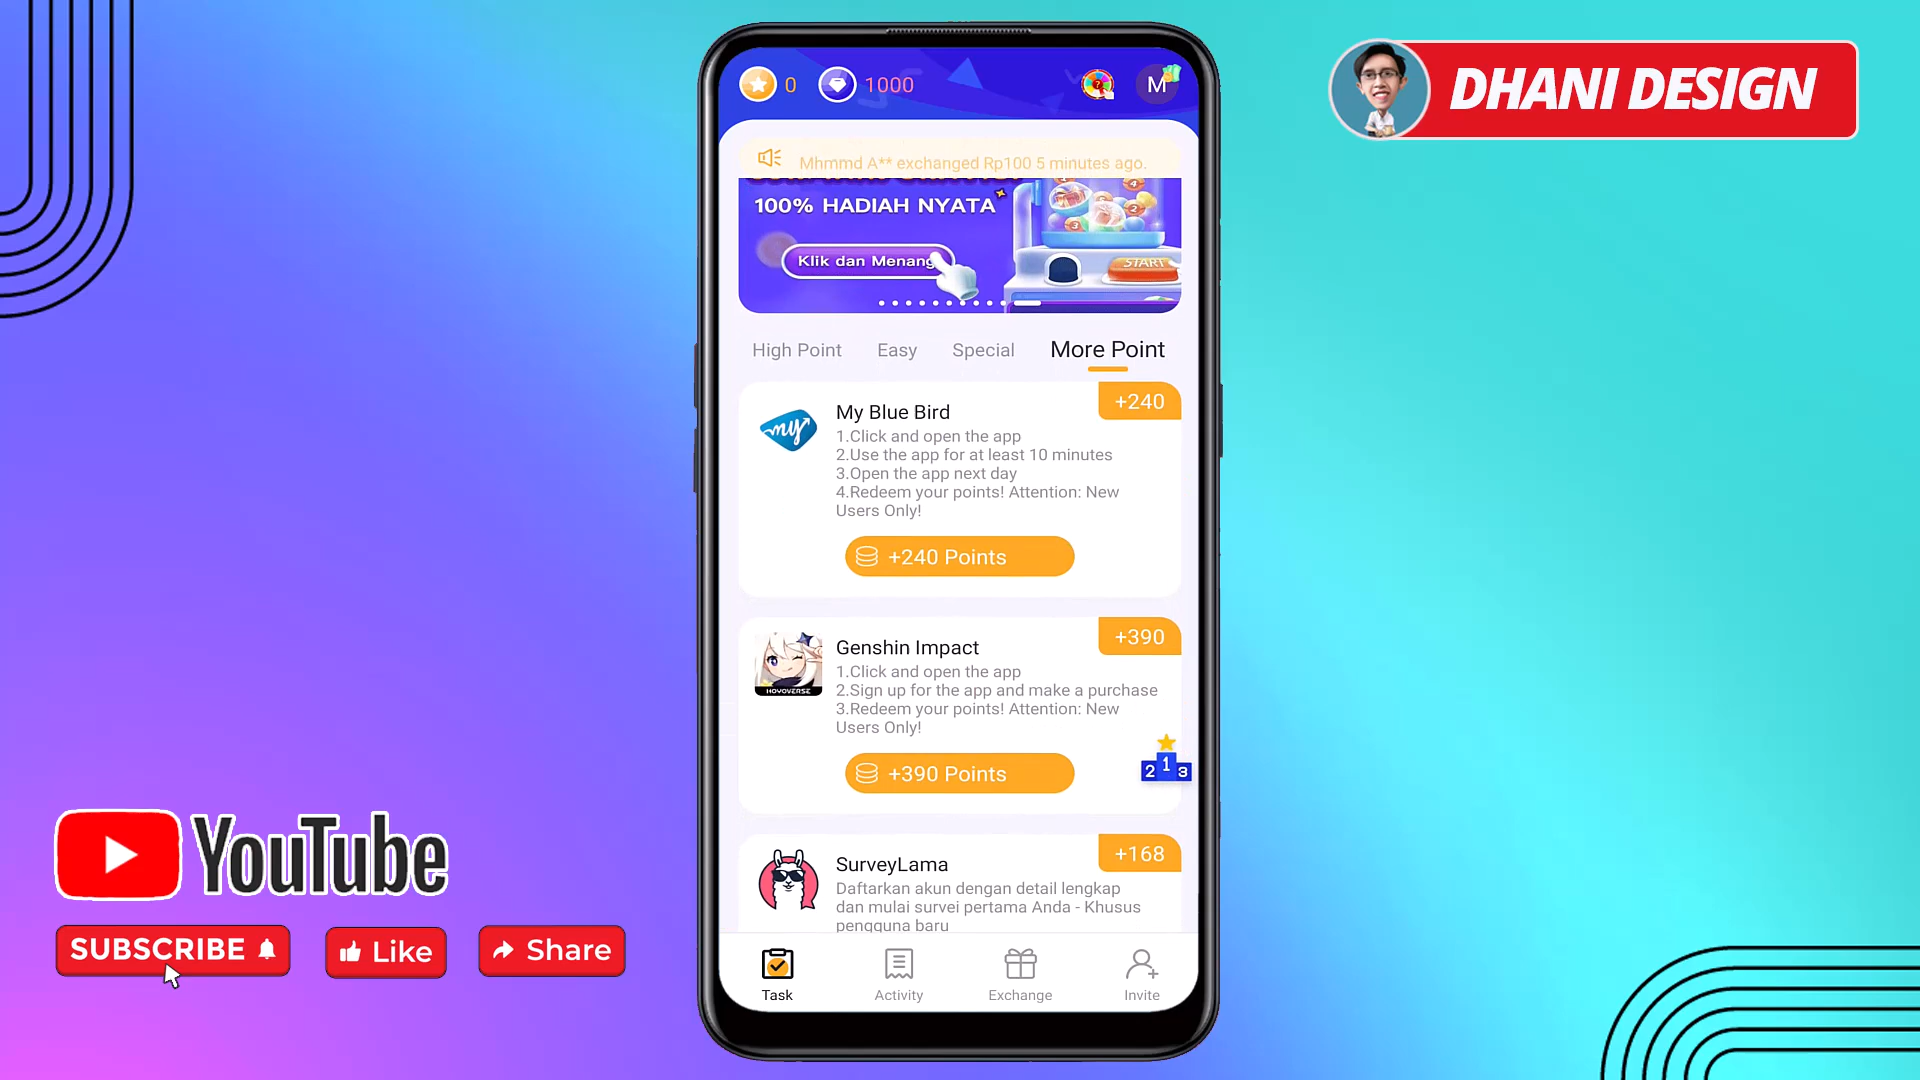 DHANI DESIGN
0
1000
M
Mhmmd A** exchanged Rp100 5 minutes ago.
100% HADIAH NYATA
Klik dan Menang
START
High Point
Easy
Special
More Point
My Blue Bird
+240
my
1.Click and open the app
2.Use the app for at least 10 minutes
3.Open the app next day
4.Redeem your points! Attention: New
Users Only!
+240 Points
Genshin Impact
+390
HOYOVERSE
1.Click and open the app
2.Sign up for the app and make a purchase
3.Redeem your points! Attention: New
Users Only!
+390 Points
2 1 3
SurveyLama
+168
Daftarkan akun dengan detail lengkap
dan mulai survei pertama Anda - Khusus
pengguna baru
Task
Activity
Exchange
Invite
YouTube
SUBSCRIBE
Like
Share